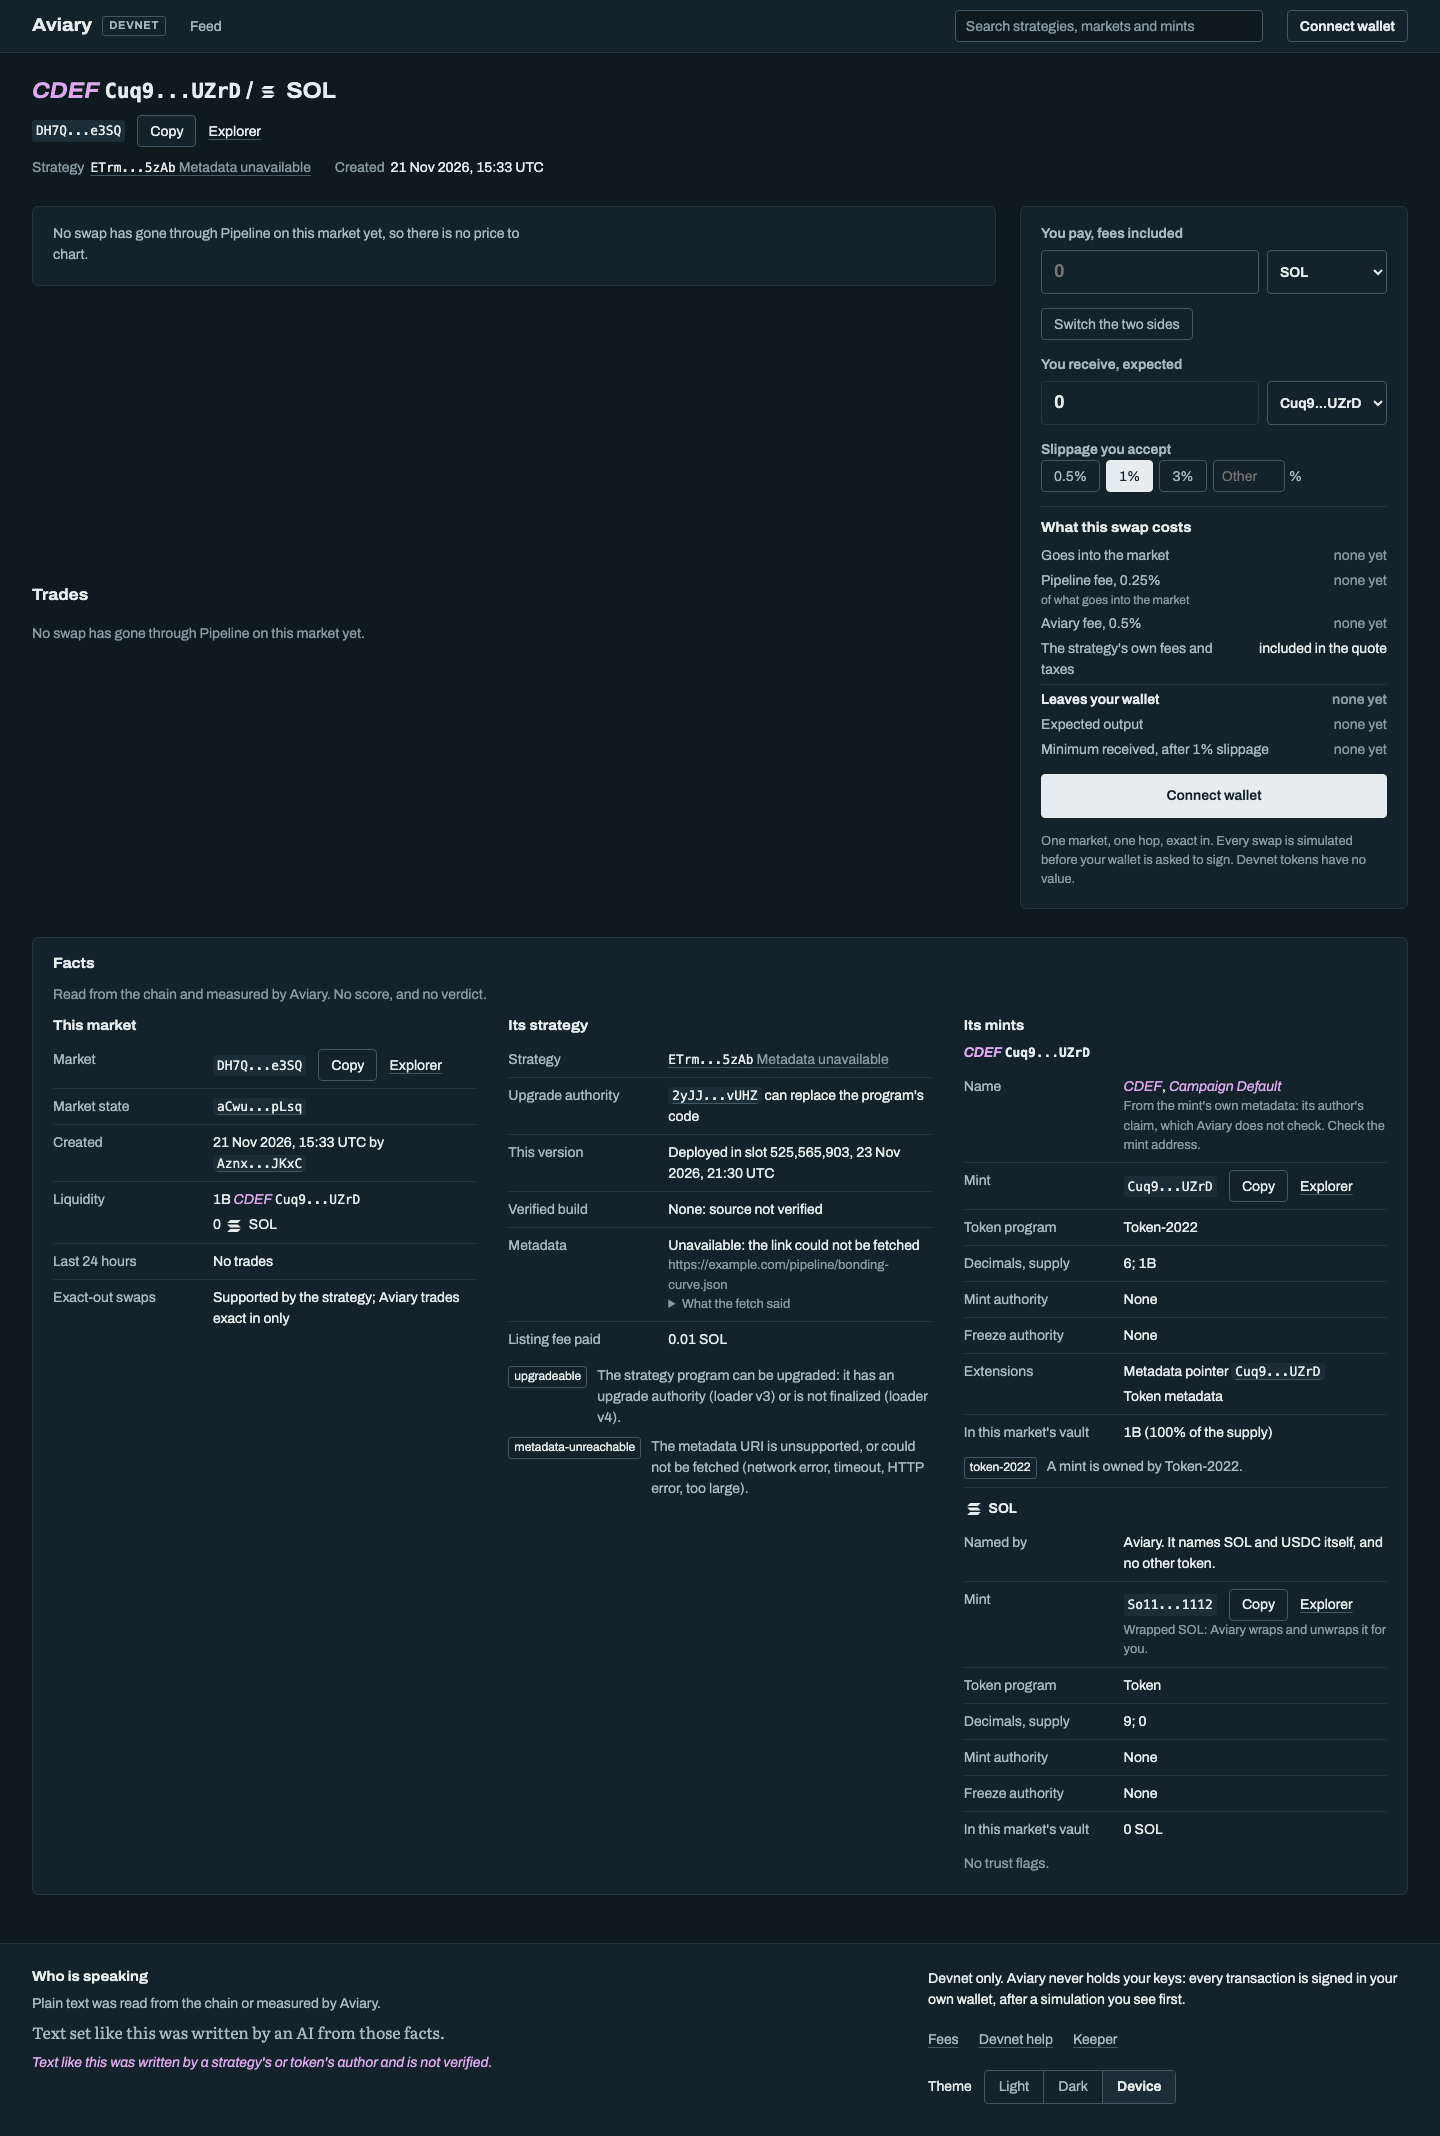 Aviary DEVNET Feed Search strategies, markets and mints Connect wallet
CDEF Cuq9...UZrD / SOL
DH7Q...e3SQ Copy Explorer
Strategy ETrm...5zAb Metadata unavailable Created 21 Nov 2026, 15:33 UTC
No swap has gone through Pipeline on this market yet, so there is no price to
chart.
Trades
No swap has gone through Pipeline on this market yet.
You pay, fees included
0 SOL
Switch the two sides
You receive, expected
0 Cuq9...UZrD
Slippage you accept
0.5% 1% 3% Other %
What this swap costs
Goes into the market none yet
Pipeline fee, 0.25% none yet
of what goes into the market
Aviary fee, 0.5% none yet
The strategy's own fees and included in the quote
taxes
Leaves your wallet none yet
Expected output none yet
Minimum received, after 1% slippage none yet
Connect wallet
One market, one hop, exact in. Every swap is simulated
before your wallet is asked to sign. Devnet tokens have no
value.
Facts
Read from the chain and measured by Aviary. No score, and no verdict.
This market
Market DH7Q...e3SQ Copy Explorer
Market state aCwu...pLsq
Created 21 Nov 2026, 15:33 UTC by
Aznx...JKxC
Liquidity 1B CDEF Cuq9...UZrD
0 SOL
Last 24 hours No trades
Exact-out swaps Supported by the strategy; Aviary trades
exact in only
Its strategy
Strategy ETrm...5zAb Metadata unavailable
Upgrade authority 2yJJ...vUHZ can replace the program's
code
This version Deployed in slot 525,565,903, 23 Nov
2026, 21:30 UTC
Verified build None: source not verified
Metadata Unavailable: the link could not be fetched
https://example.com/pipeline/bonding-
curve.json
▶ What the fetch said
Listing fee paid 0.01 SOL
upgradeable The strategy program can be upgraded: it has an
upgrade authority (loader v3) or is not finalized (loader
v4).
metadata-unreachable The metadata URI is unsupported, or could
not be fetched (network error, timeout, HTTP
error, too large).
Its mints
CDEF Cuq9...UZrD
Name CDEF, Campaign Default
From the mint's own metadata: its author's
claim, which Aviary does not check. Check the
mint address.
Mint Cuq9...UZrD Copy Explorer
Token program Token-2022
Decimals, supply 6; 1B
Mint authority None
Freeze authority None
Extensions Metadata pointer Cuq9...UZrD
Token metadata
In this market's vault 1B (100% of the supply)
token-2022 A mint is owned by Token-2022.
SOL
Named by Aviary. It names SOL and USDC itself, and
no other token.
Mint So11...1112 Copy Explorer
Wrapped SOL: Aviary wraps and unwraps it for
you.
Token program Token
Decimals, supply 9; 0
Mint authority None
Freeze authority None
In this market's vault 0 SOL
No trust flags.
Who is speaking
Plain text was read from the chain or measured by Aviary.
Text set like this was written by an AI from those facts.
Text like this was written by a strategy's or token's author and is not verified.
Devnet only. Aviary never holds your keys: every transaction is signed in your
own wallet, after a simulation you see first.
Fees Devnet help Keeper
Theme Light Dark Device